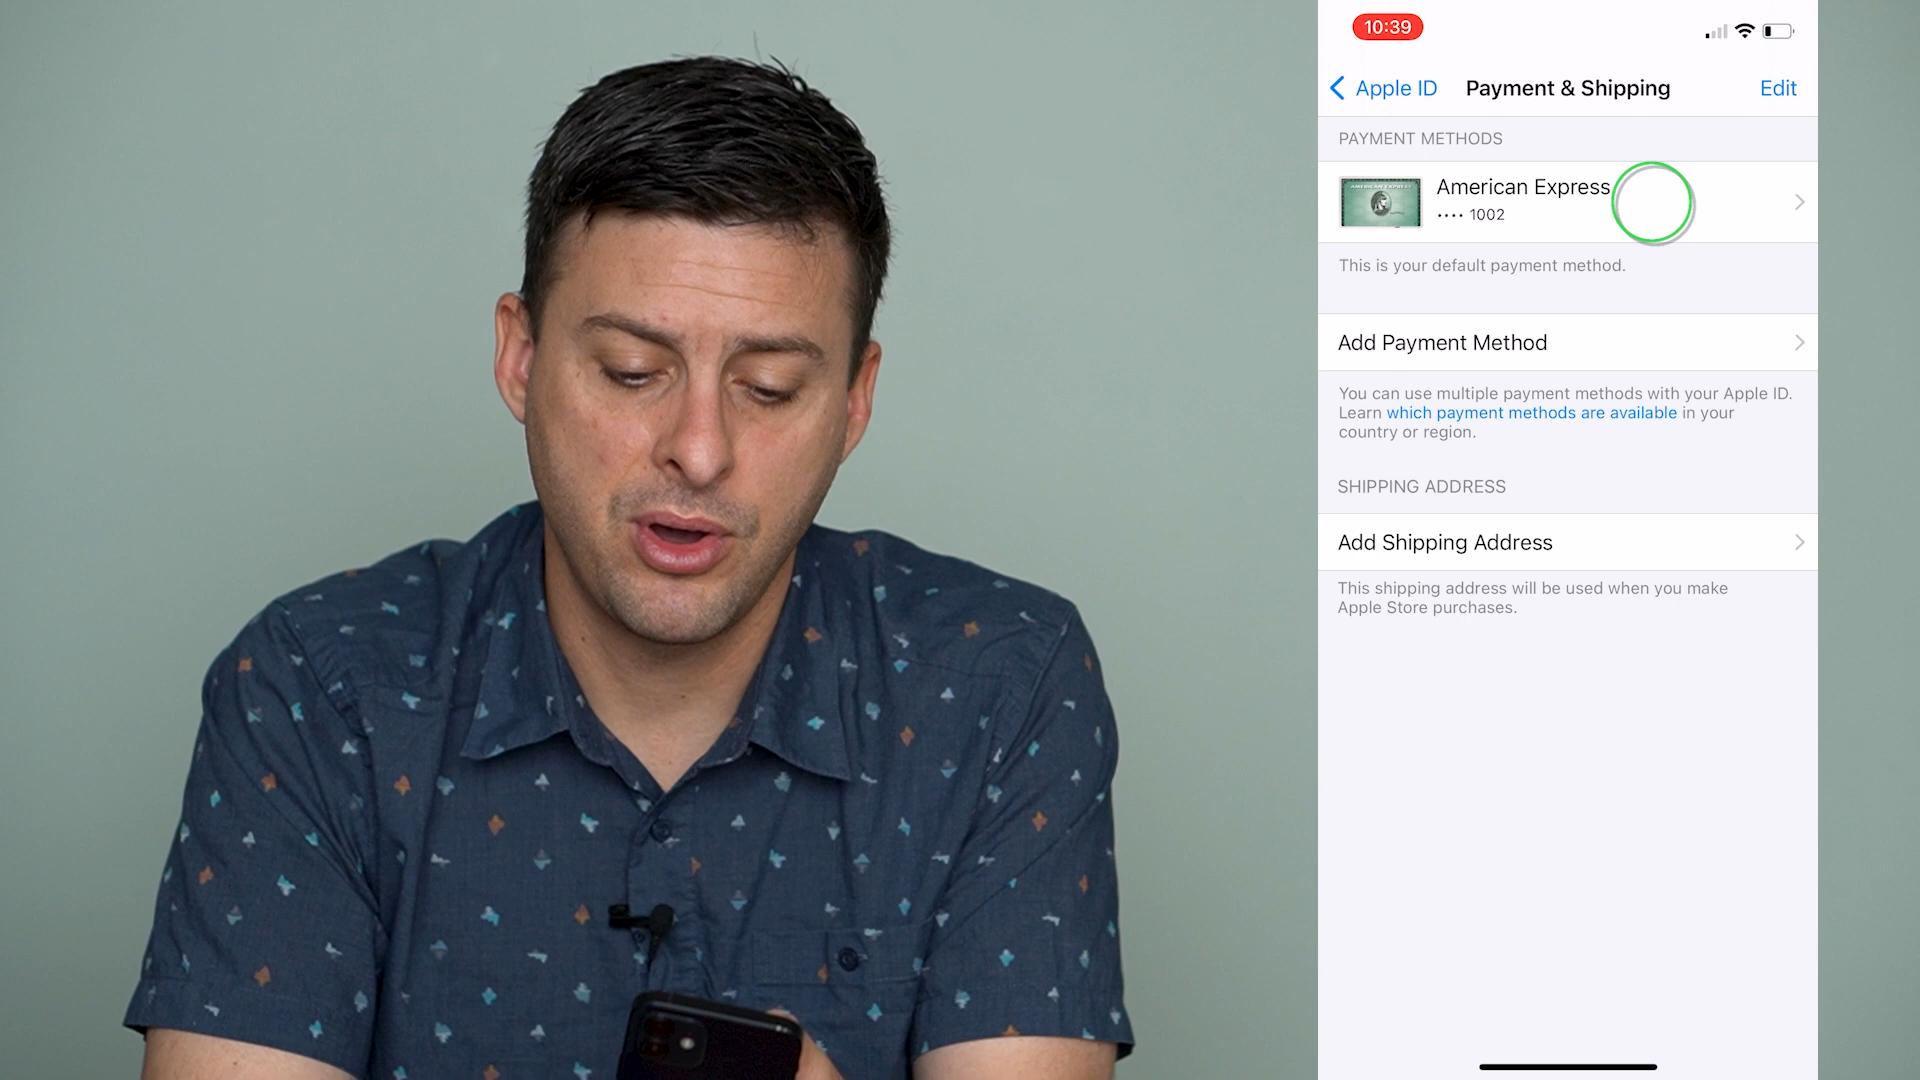 10:39
Apple ID Payment & Shipping Edit
PAYMENT METHODS
AMERICAN EXPRESS
American Express
•••• 1002
This is your default payment method.
Add Payment Method
You can use multiple payment methods with your Apple ID.
Learn which payment methods are available in your
country or region.
SHIPPING ADDRESS
Add Shipping Address
This shipping address will be used when you make
Apple Store purchases.